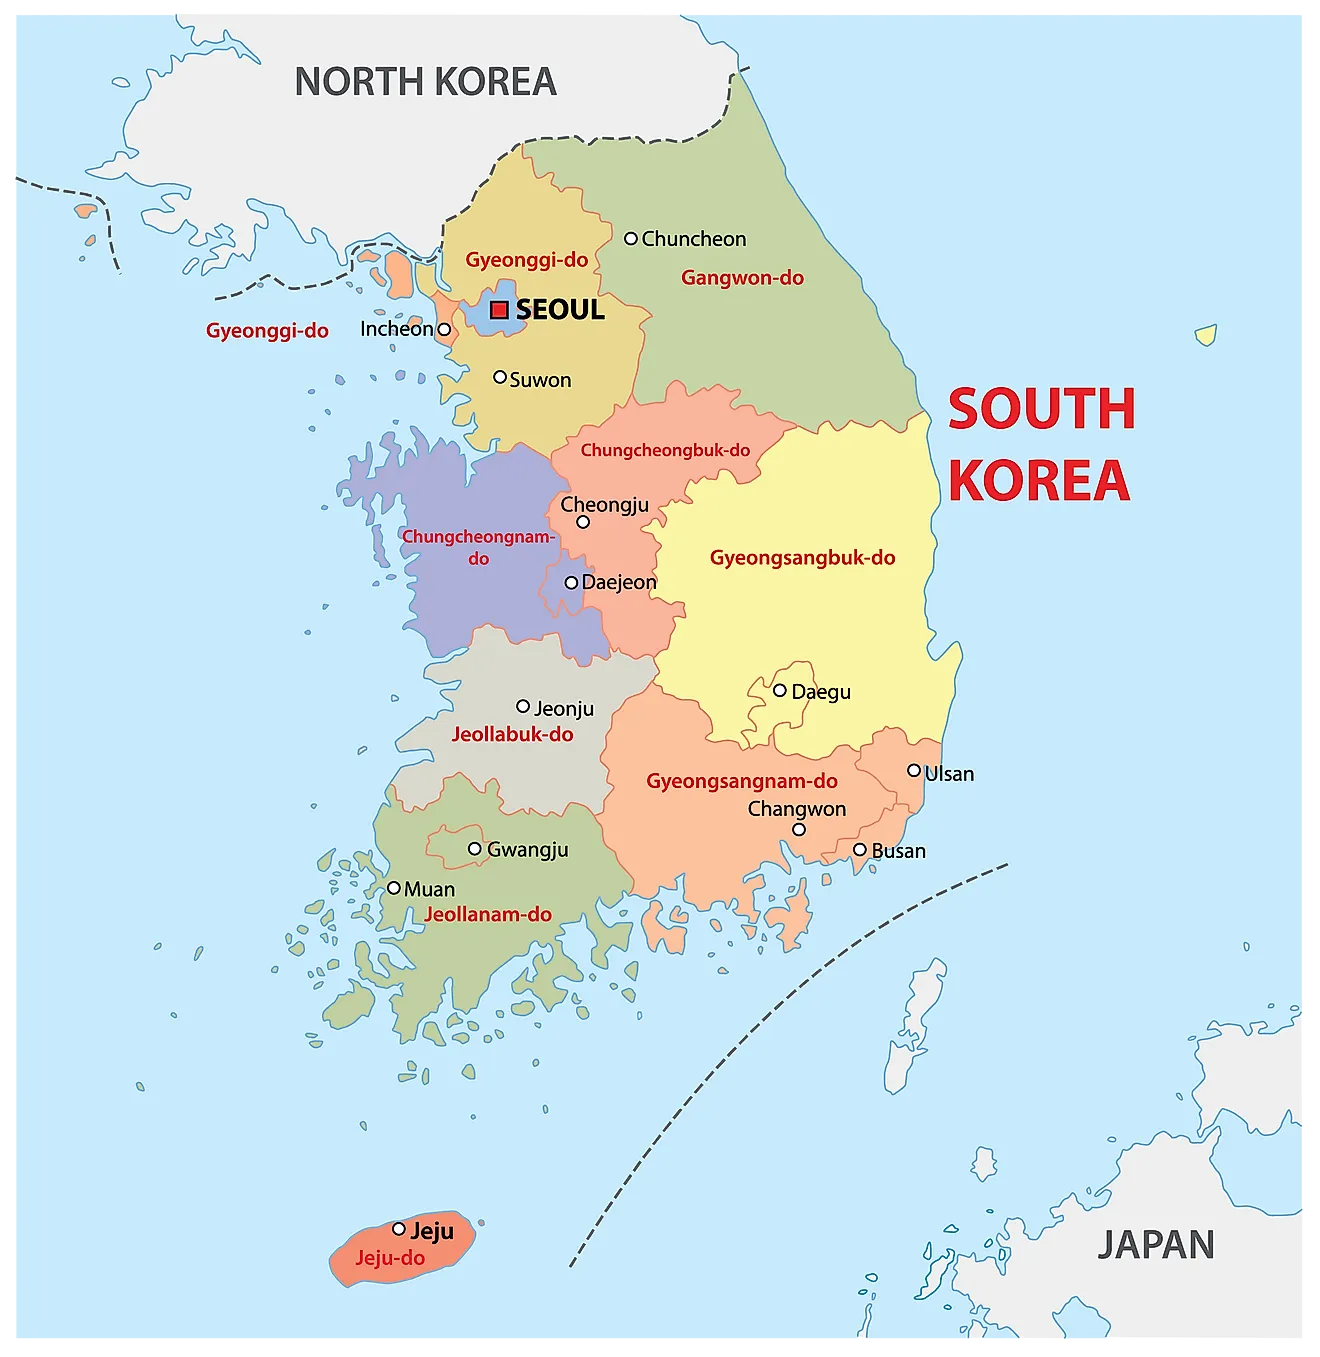 NORTH KOREA
Chuncheon
Gyeonggi-do
Gangwon-do
SEOUL
Gyeonggi-do
Incheon
Suwon
SOUTH
KOREA
Chungcheongbuk-do
Cheongju
Chungcheongnam-
do
Gyeongsangbuk-do
Daejeon
Daegu
Jeonju
Jeollabuk-do
Gyeongsangnam-do
Ulsan
Changwon
Gwangju
Busan
Muan
Jeollanam-do
Jeju
Jeju-do
JAPAN